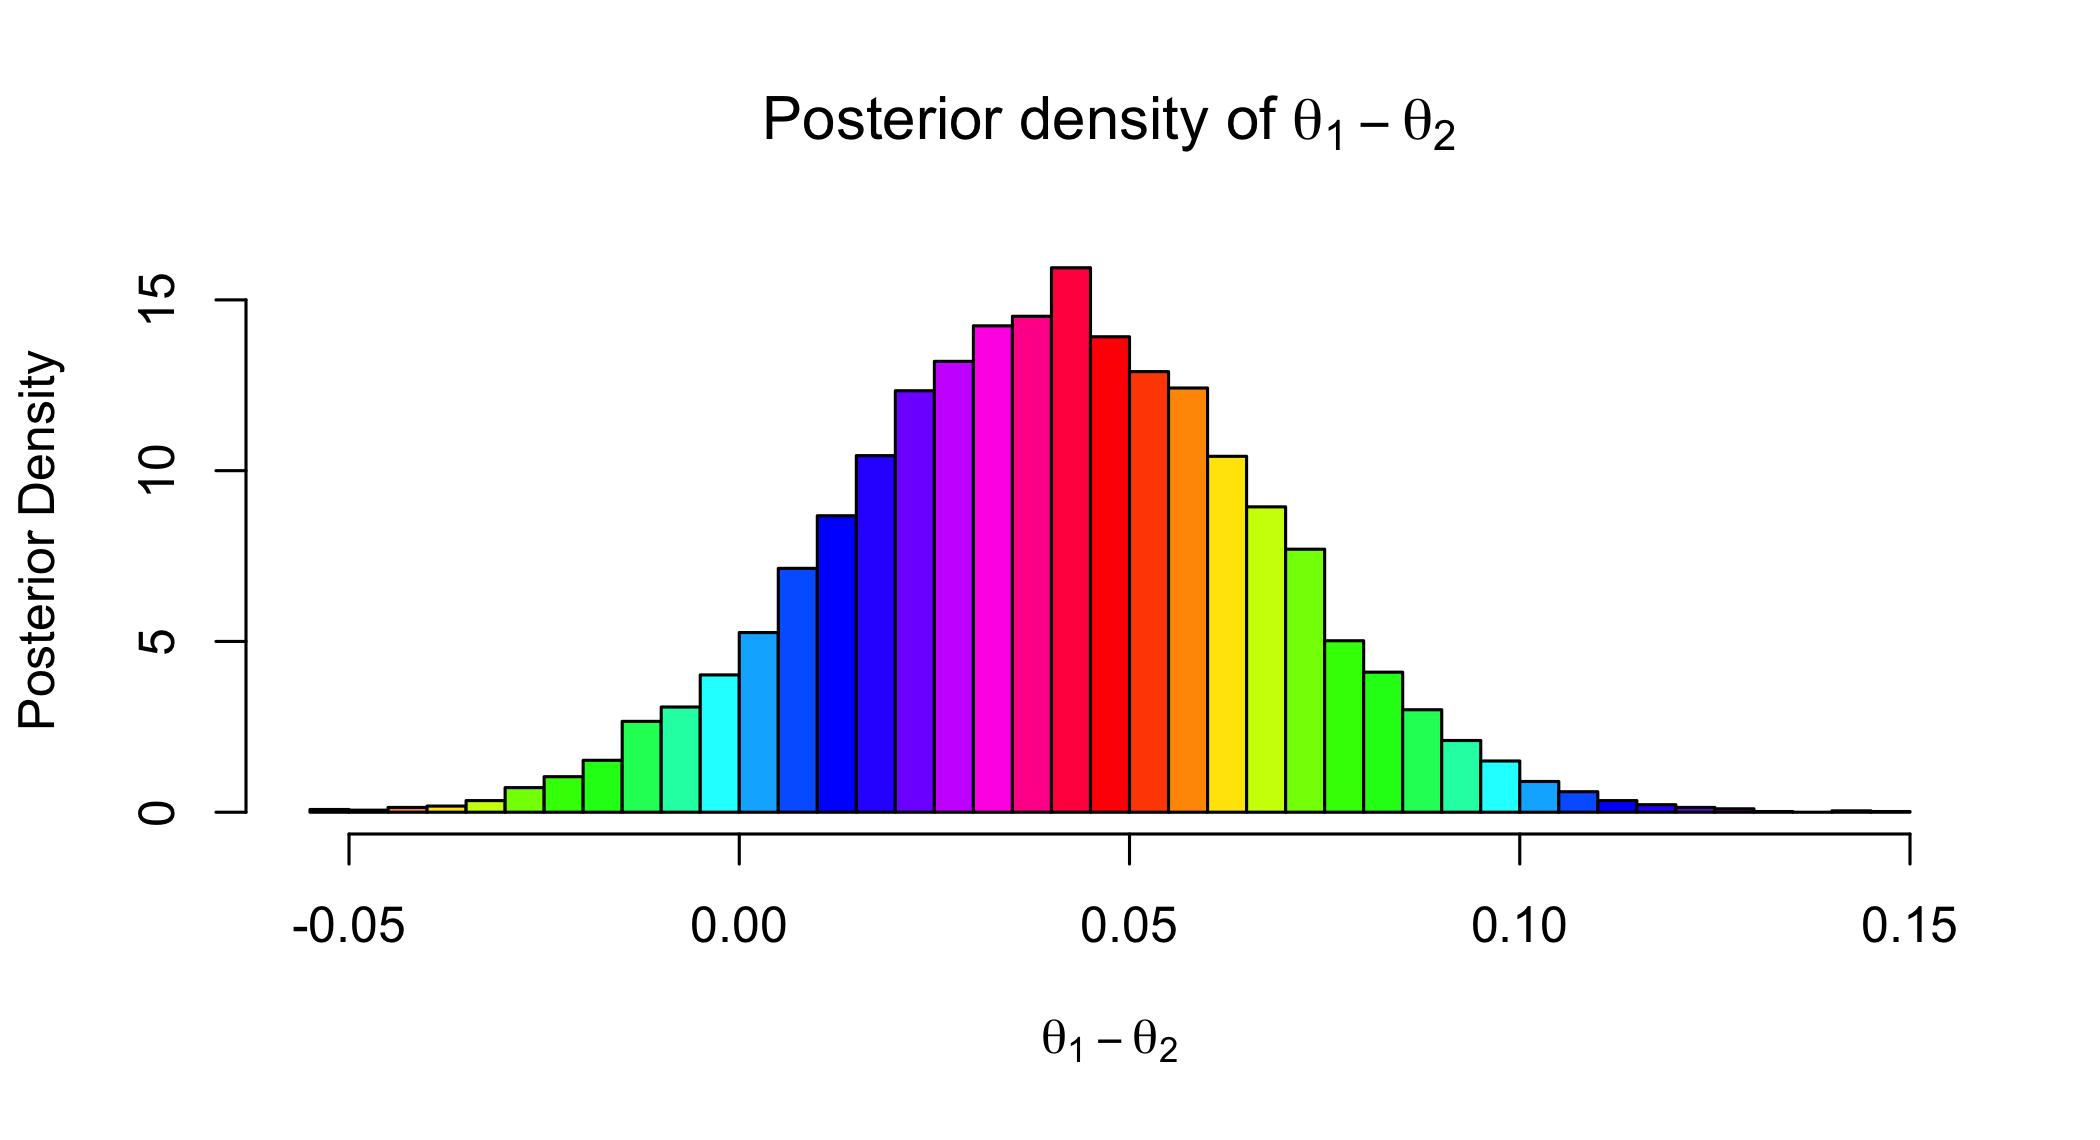 Posterior density of θ₁ – θ₂
Posterior Density
15
10
5
0
-0.05 0.00 0.05 0.10 0.15
θ₁ – θ₂